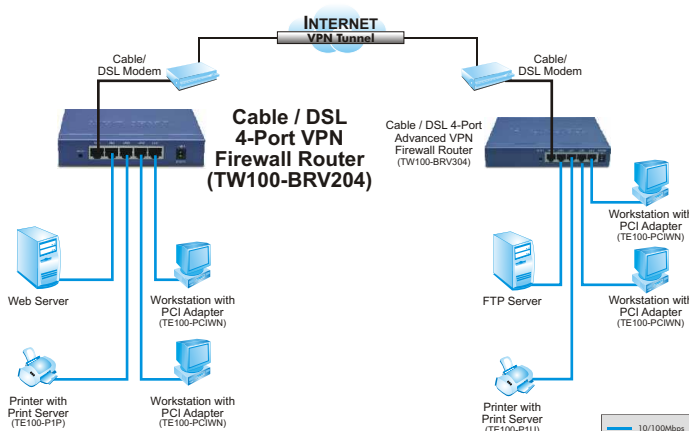 INTERNET
VPN Tunnel
Cable/
DSL Modem
Cable/
DSL Modem
Cable / DSL
4-Port VPN
Firewall Router
(TW100-BRV204)
Cable / DSL 4-Port
Advanced VPN
Firewall Router
(TW100-BRV304)
Web Server
Workstation with
PCI Adapter
(TE100-PCIWN)
Printer with
Print Server
(TE100-P1P)
Workstation with
PCI Adapter
(TE100-PCIWN)
Workstation with
PCI Adapter
(TE100-PCIWN)
FTP Server
Workstation with
PCI Adapter
(TE100-PCIWN)
Printer with
Print Server
(TE100-P1U)
10/100Mbps